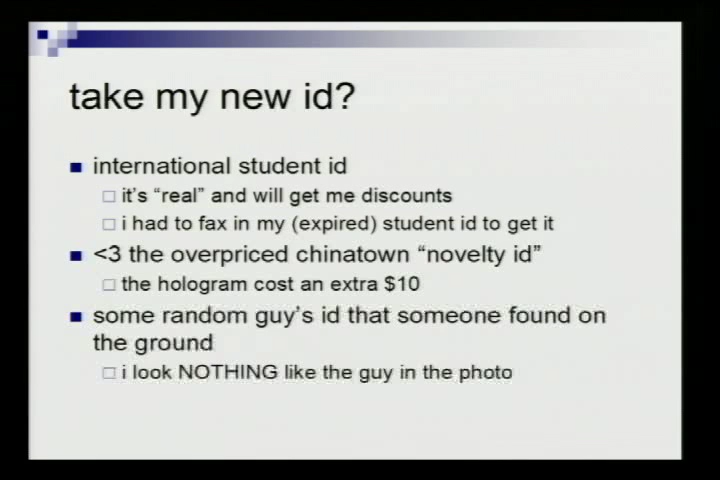 take my new id?
international student id
it's "real" and will get me discounts
i had to fax in my (expired) student id to get it
<3 the overpriced chinatown "novelty id"
the hologram cost an extra $10
some random guy's id that someone found on
the ground
i look NOTHING like the guy in the photo